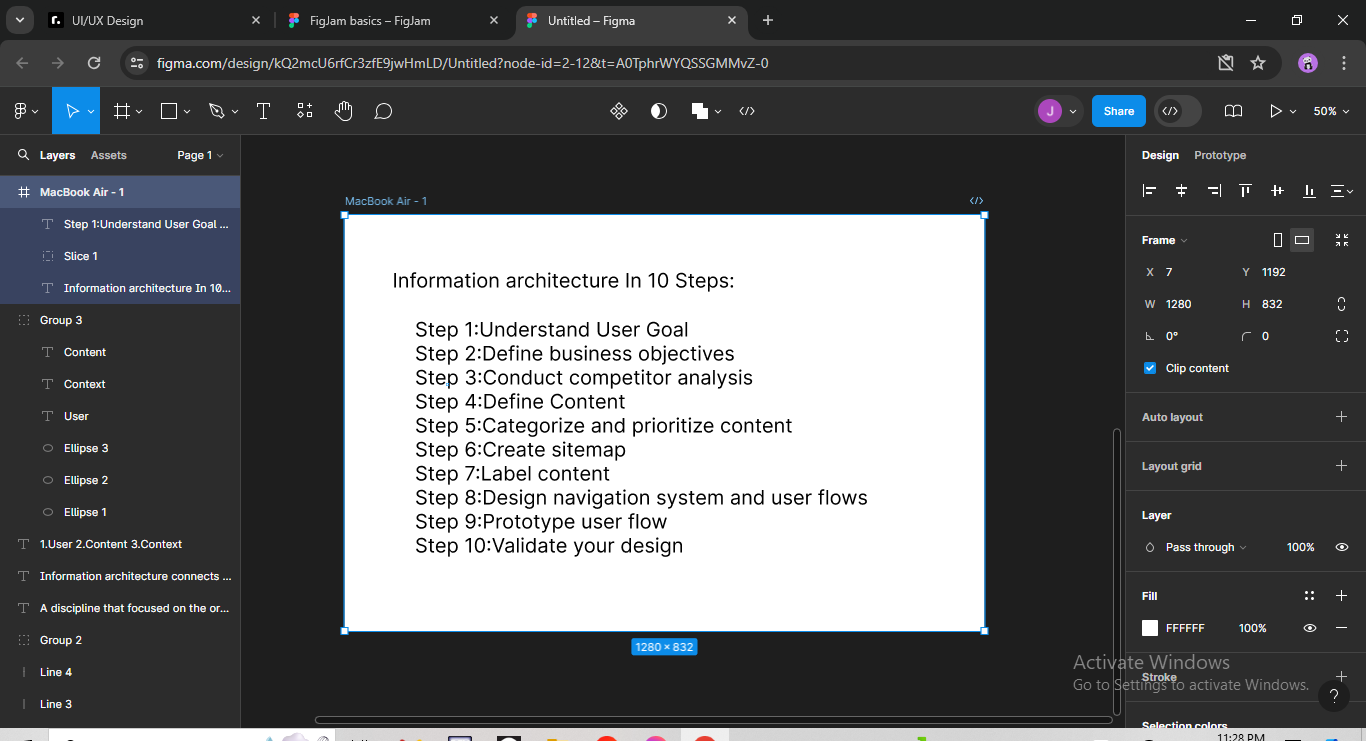 UI/UX Design
FigJam basics – FigJam
Untitled – Figma
figma.com/design/kQ2mcU6rfCr3zfE9jwHmLD/Untitled?node-id=2-12&t=A0TphrWYQSSGMMvZ-0
J
Share
50%
Layers
Assets
Page 1
MacBook Air - 1
Step 1:Understand User Goal ...
Slice 1
Information architecture In 10...
Group 3
Content
Context
User
Ellipse 3
Ellipse 2
Ellipse 1
1.User 2.Content 3.Context
Information architecture connects ...
A discipline that focused on the or...
Group 2
Line 4
Line 3
MacBook Air - 1
Information architecture In 10 Steps:
Step 1:Understand User Goal
Step 2:Define business objectives
Step 3:Conduct competitor analysis
Step 4:Define Content
Step 5:Categorize and prioritize content
Step 6:Create sitemap
Step 7:Label content
Step 8:Design navigation system and user flows
Step 9:Prototype user flow
Step 10:Validate your design
1280 × 832
Design
Prototype
Frame
X 7 Y 1192
W 1280 H 832
0° 0
Clip content
Auto layout
Layout grid
Layer
Pass through 100%
Fill
FFFFFF 100%
Stroke
Selection colors
Activate Windows
Go to Settings to activate Windows.
?
11:28 PM